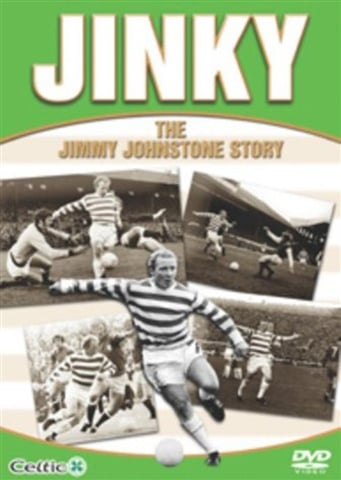 JINKY
THE
JIMMY JOHNSTONE STORY
Celtic
DVD
VIDEO